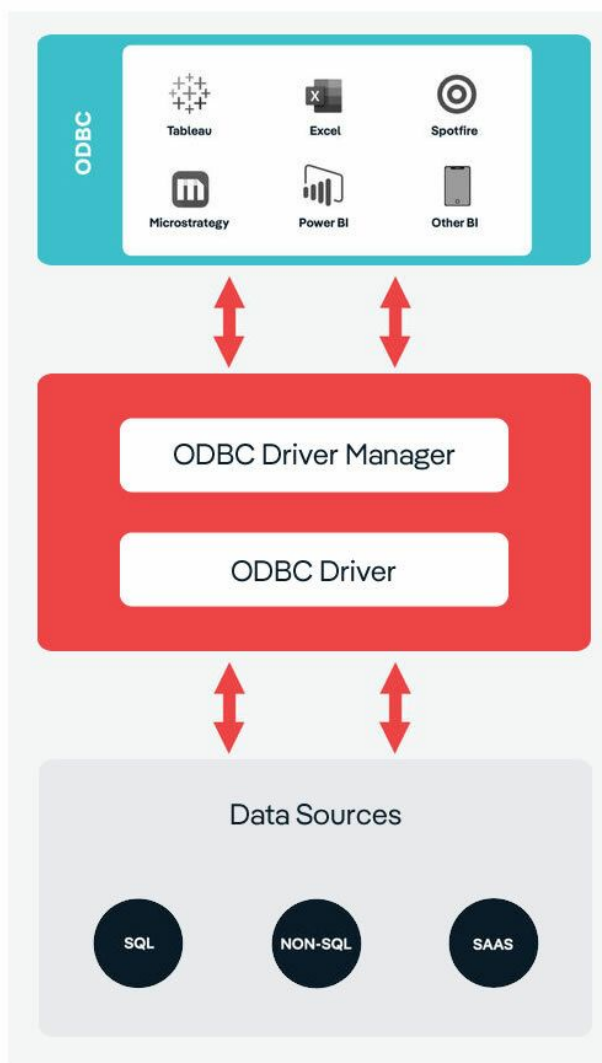 ODBC
Tableau
Excel
Spotfire
Microstrategy
Power BI
Other BI
ODBC Driver Manager
ODBC Driver
Data Sources
SQL
NON-SQL
SAAS